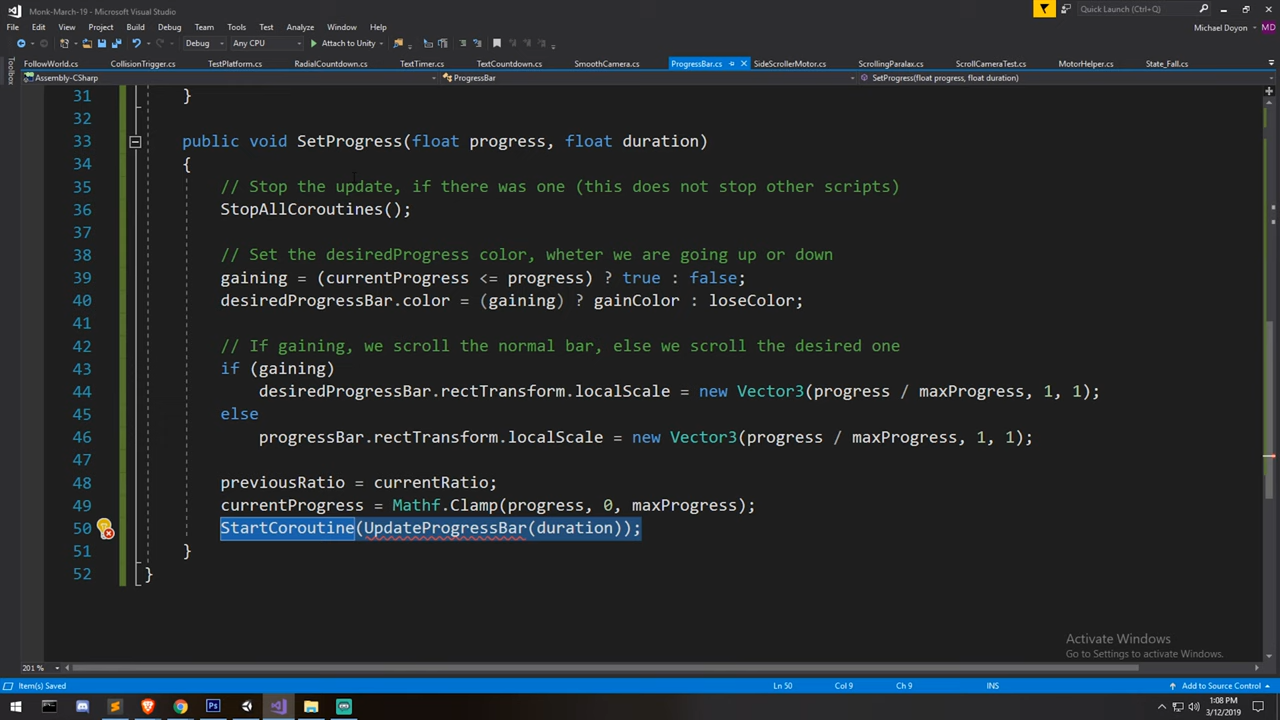 Monk-March-19 - Microsoft Visual Studio
Quick Launch (Ctrl+Q)
File Edit View Project Build Debug Team Tools Test Analyze Window Help
Michael Doyon MD
Debug Any CPU Attach to Unity
FollowWorld.cs CollisionTrigger.cs TestPlatform.cs RadialCountdown.cs TextTimer.cs TextCountdown.cs SmoothCamera.cs ProgressBar.cs SideScrollerMotor.cs ScrollingParalax.cs ScrollCameraTest.cs MotorHelper.cs State_Fall.cs
Toolbox
Assembly-CSharp ProgressBar SetProgress(float progress, float duration)
31 }
32
33 public void SetProgress(float progress, float duration)
34 {
35 // Stop the update, if there was one (this does not stop other scripts)
36 StopAllCoroutines();
37
38 // Set the desiredProgress color, wheter we are going up or down
39 gaining = (currentProgress <= progress) ? true : false;
40 desiredProgressBar.color = (gaining) ? gainColor : loseColor;
41
42 // If gaining, we scroll the normal bar, else we scroll the desired one
43 if (gaining)
44 desiredProgressBar.rectTransform.localScale = new Vector3(progress / maxProgress, 1, 1);
45 else
46 progressBar.rectTransform.localScale = new Vector3(progress / maxProgress, 1, 1);
47
48 previousRatio = currentRatio;
49 currentProgress = Mathf.Clamp(progress, 0, maxProgress);
50 StartCoroutine(UpdateProgressBar(duration));
51 }
52 }
Activate Windows
Go to Settings to activate Windows.
201 %
Item(s) Saved Ln 50 Col 9 Ch 9 INS Add to Source Control
1:08 PM
3/12/2019